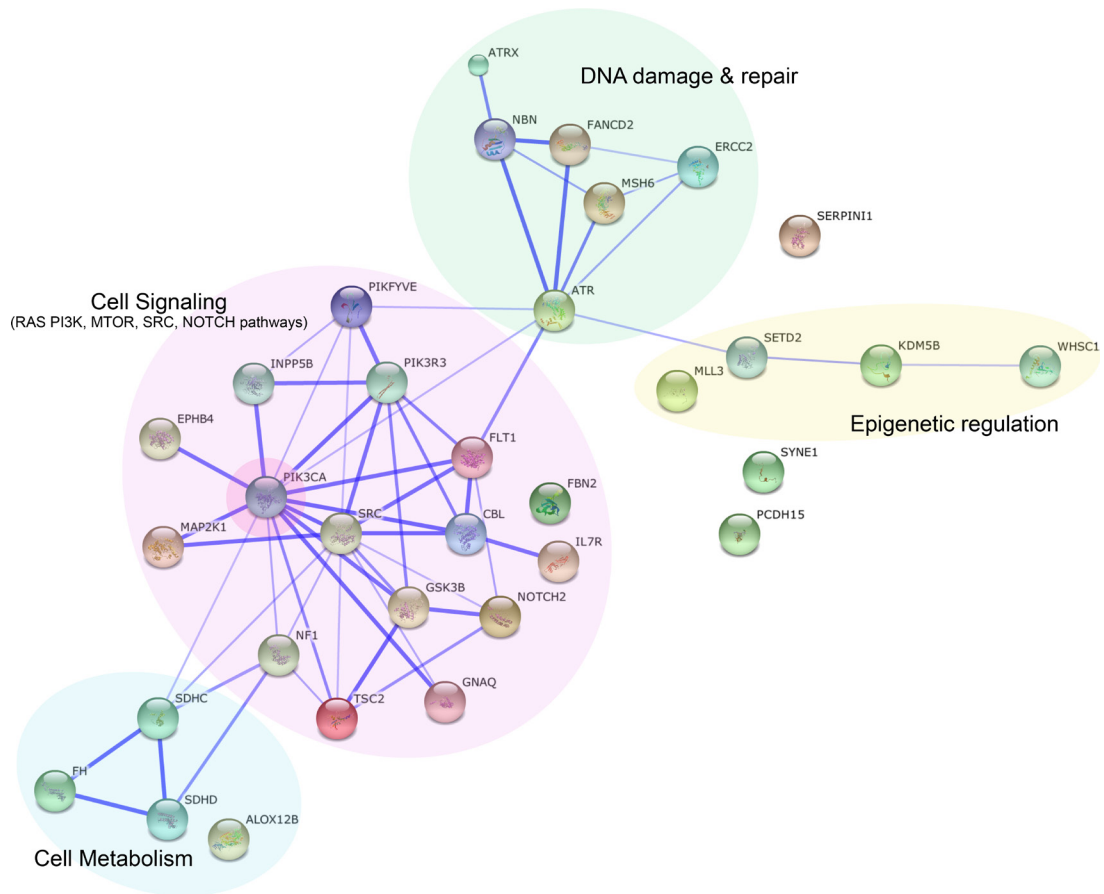 ATRX
DNA damage & repair
NBN
FANCD2
ERCC2
MSH6
SERPINI1
PIKFYVE
ATR
Cell Signaling
(RAS PI3K, MTOR, SRC, NOTCH pathways)
SETD2
KDM5B
WHSC1
INPP5B
PIK3R3
MLL3
EPHB4
Epigenetic regulation
FLT1
SYNE1
PIK3CA
FBN2
SRC
CBL
PCDH15
MAP2K1
IL7R
GSK3B
NOTCH2
NF1
GNAQ
SDHC
TSC2
FH
SDHD
ALOX12B
Cell Metabolism